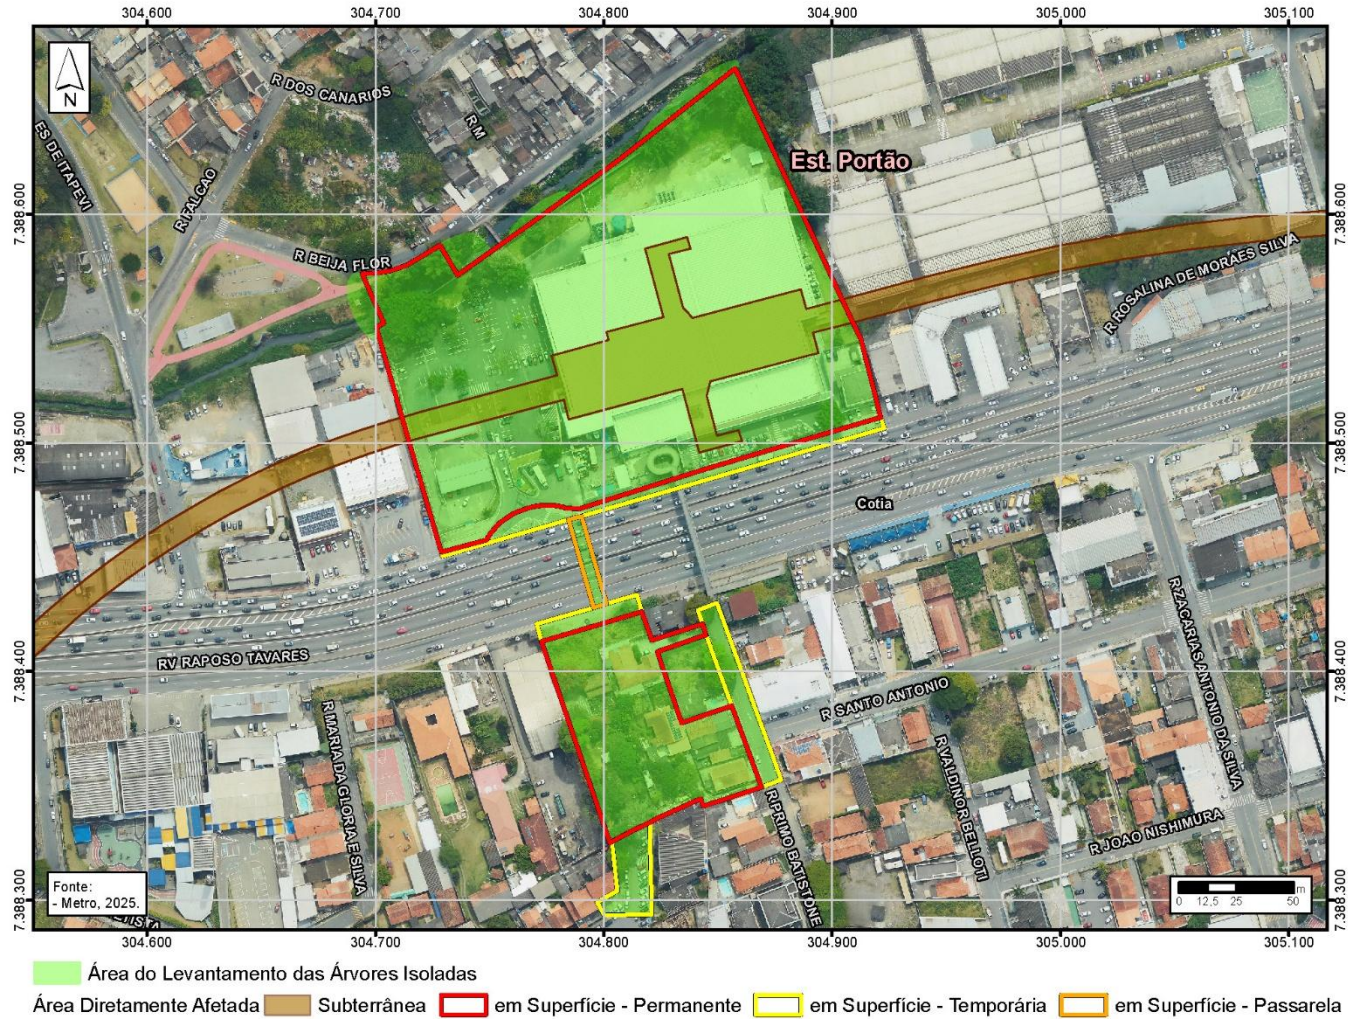 304.600 304.700 304.800 304.900 305.000 305.100
N
R DOS CANARIOS
R M
ES DE ITAPEVI
Est. Portão
R FALCAO
7.388.600 7.388.600
R BEIJA FLOR
R ROSALINA DE MORAES SILVA
7.388.500 7.388.500
Cotia
RV RAPOSO TAVARES
7.388.400 7.388.400
R SANTO ANTONIO
R ZACARIAS ANTONIO DA SILVA
R MARIA DA GLORIA E SILVA
R VALDINOR BELLOTI
R PRIMO BATISTONE
R JOAO NISHIMURA
Fonte:
- Metro, 2025.
m
0 12,5 25 50
7.388.300 7.388.300
304.600 304.700 304.800 304.900 305.000 305.100
Área do Levantamento das Árvores Isoladas
Área Diretamente Afetada Subterrânea em Superfície - Permanente em Superfície - Temporária em Superfície - Passarela